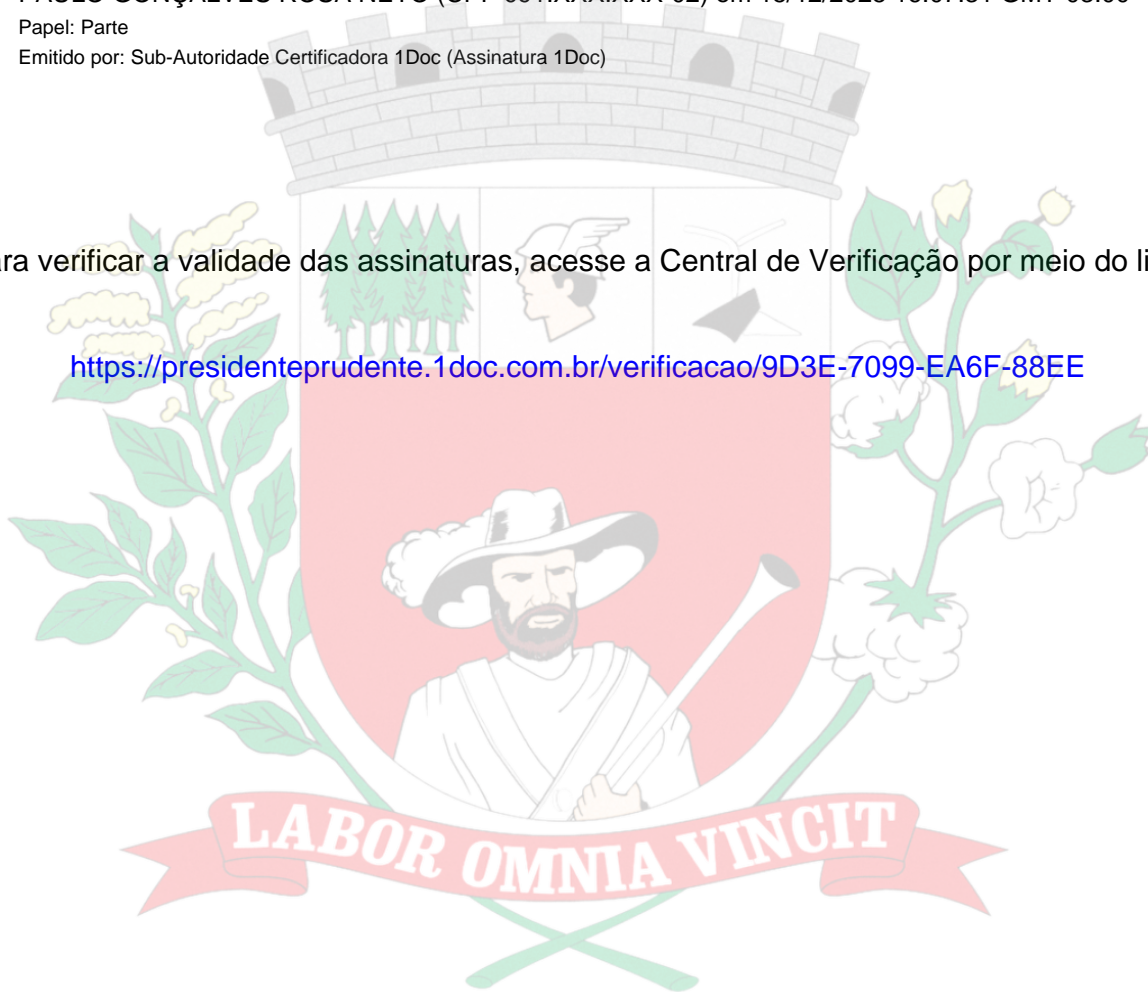 Papel: Parte
Emitido por: Sub-Autoridade Certificadora 1Doc (Assinatura 1Doc)
verificar a validade das assinaturas, acesse a Central de Verificação por meio do
https://presidenteprudente.1doc.com.br/verificacao/9D3E-7099-EA6F-88EE
LABOR OMNIA VINCIT